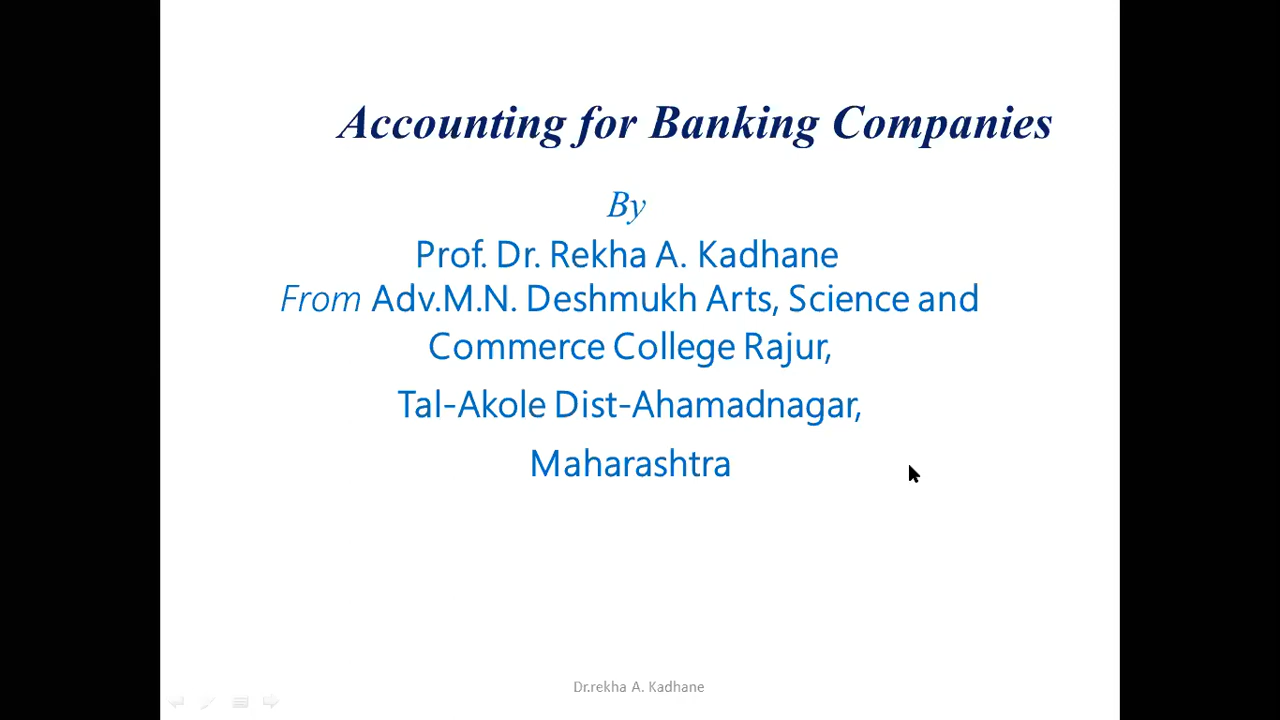 Accounting for Banking Companies
By
Prof. Dr. Rekha A. Kadhane
From Adv.M.N. Deshmukh Arts, Science and
Commerce College Rajur,
Tal-Akole Dist-Ahamadnagar,
Maharashtra
Dr.rekha A. Kadhane